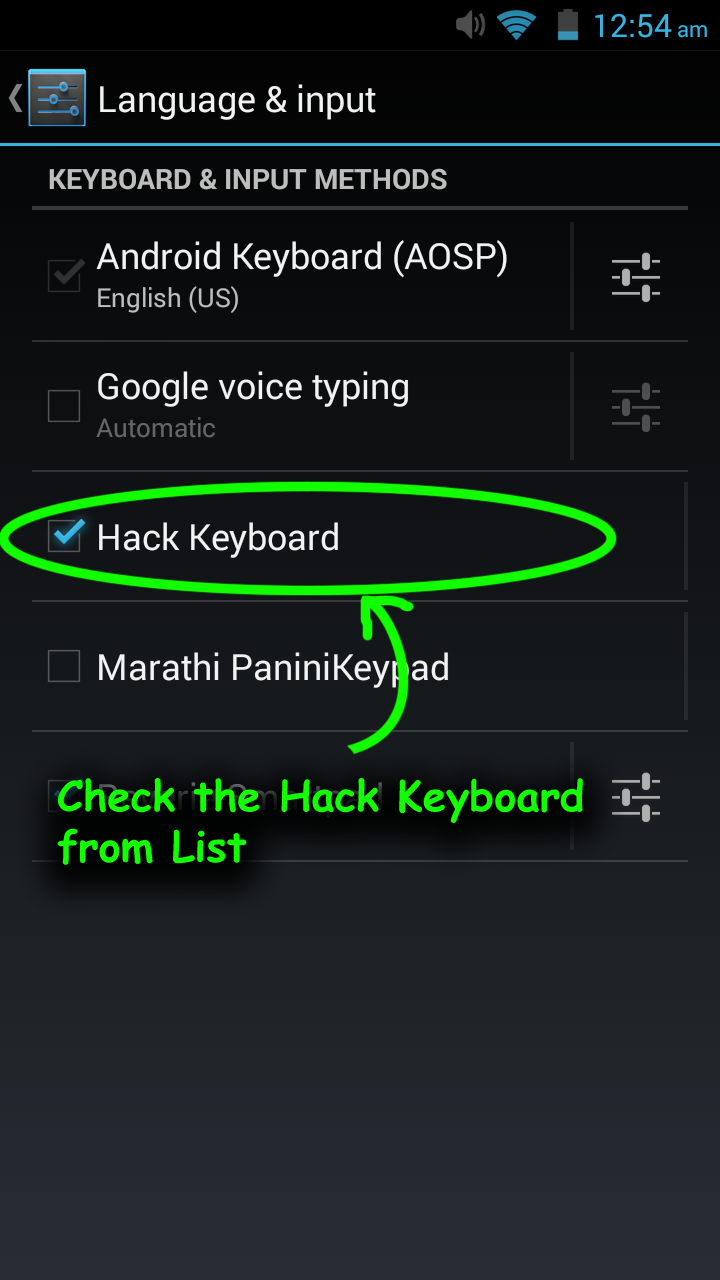 12:54 am
Language & input
KEYBOARD & INPUT METHODS
Android Keyboard (AOSP)
English (US)
Google voice typing
Automatic
Hack Keyboard
Marathi PaniniKeypad
Check the Hack Keyboard
from List